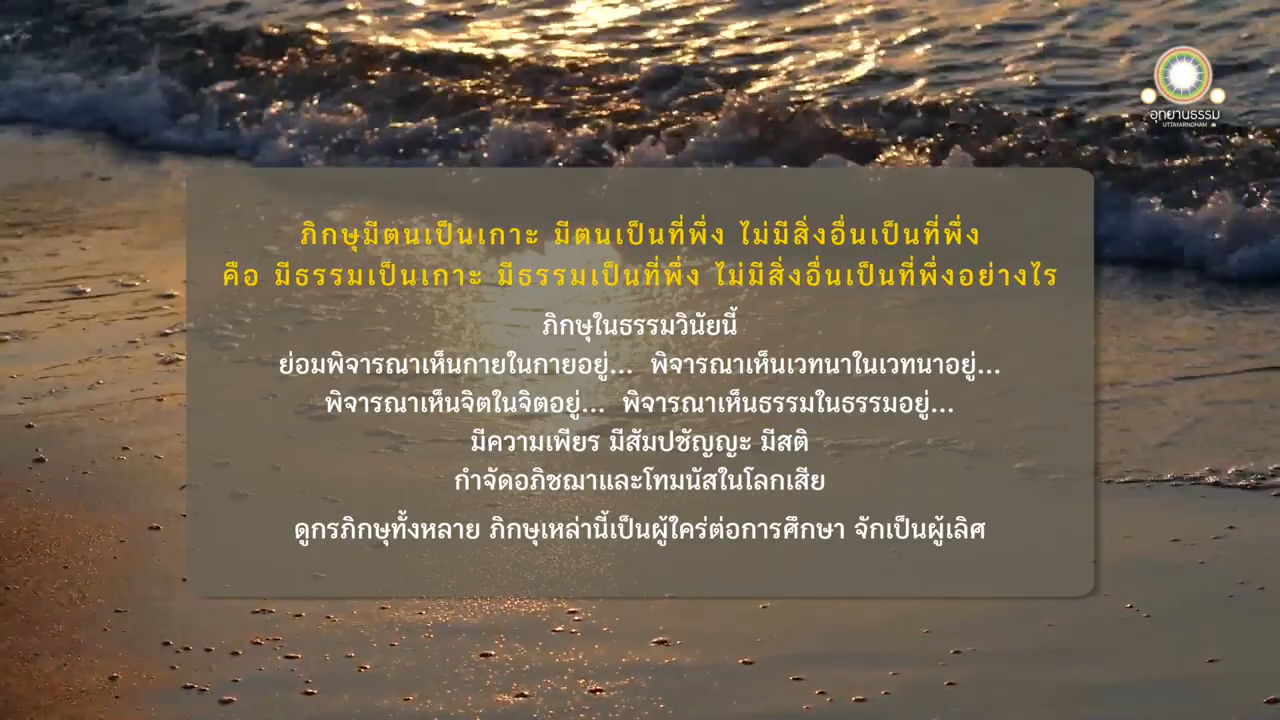 อุทยานธรรม
UTTAYARNDHAM
ภิกษุมีตนเป็นเกาะ มีตนเป็นที่พึ่ง ไม่มีสิ่งอื่นเป็นที่พึ่ง
คือ มีธรรมเป็นเกาะ มีธรรมเป็นที่พึ่ง ไม่มีสิ่งอื่นเป็นที่พึ่งอย่างไร
ภิกษุในธรรมวินัยนี้
ย่อมพิจารณาเห็นกายในกายอยู่... พิจารณาเห็นเวทนาในเวทนาอยู่...
พิจารณาเห็นจิตในจิตอยู่... พิจารณาเห็นธรรมในธรรมอยู่...
มีความเพียร มีสัมปชัญญะ มีสติ
กำจัดอภิชฌาและโทมนัสในโลกเสีย
ดูกรภิกษุทั้งหลาย ภิกษุเหล่านี้เป็นผู้ใคร่ต่อการศึกษา จักเป็นผู้เลิศ